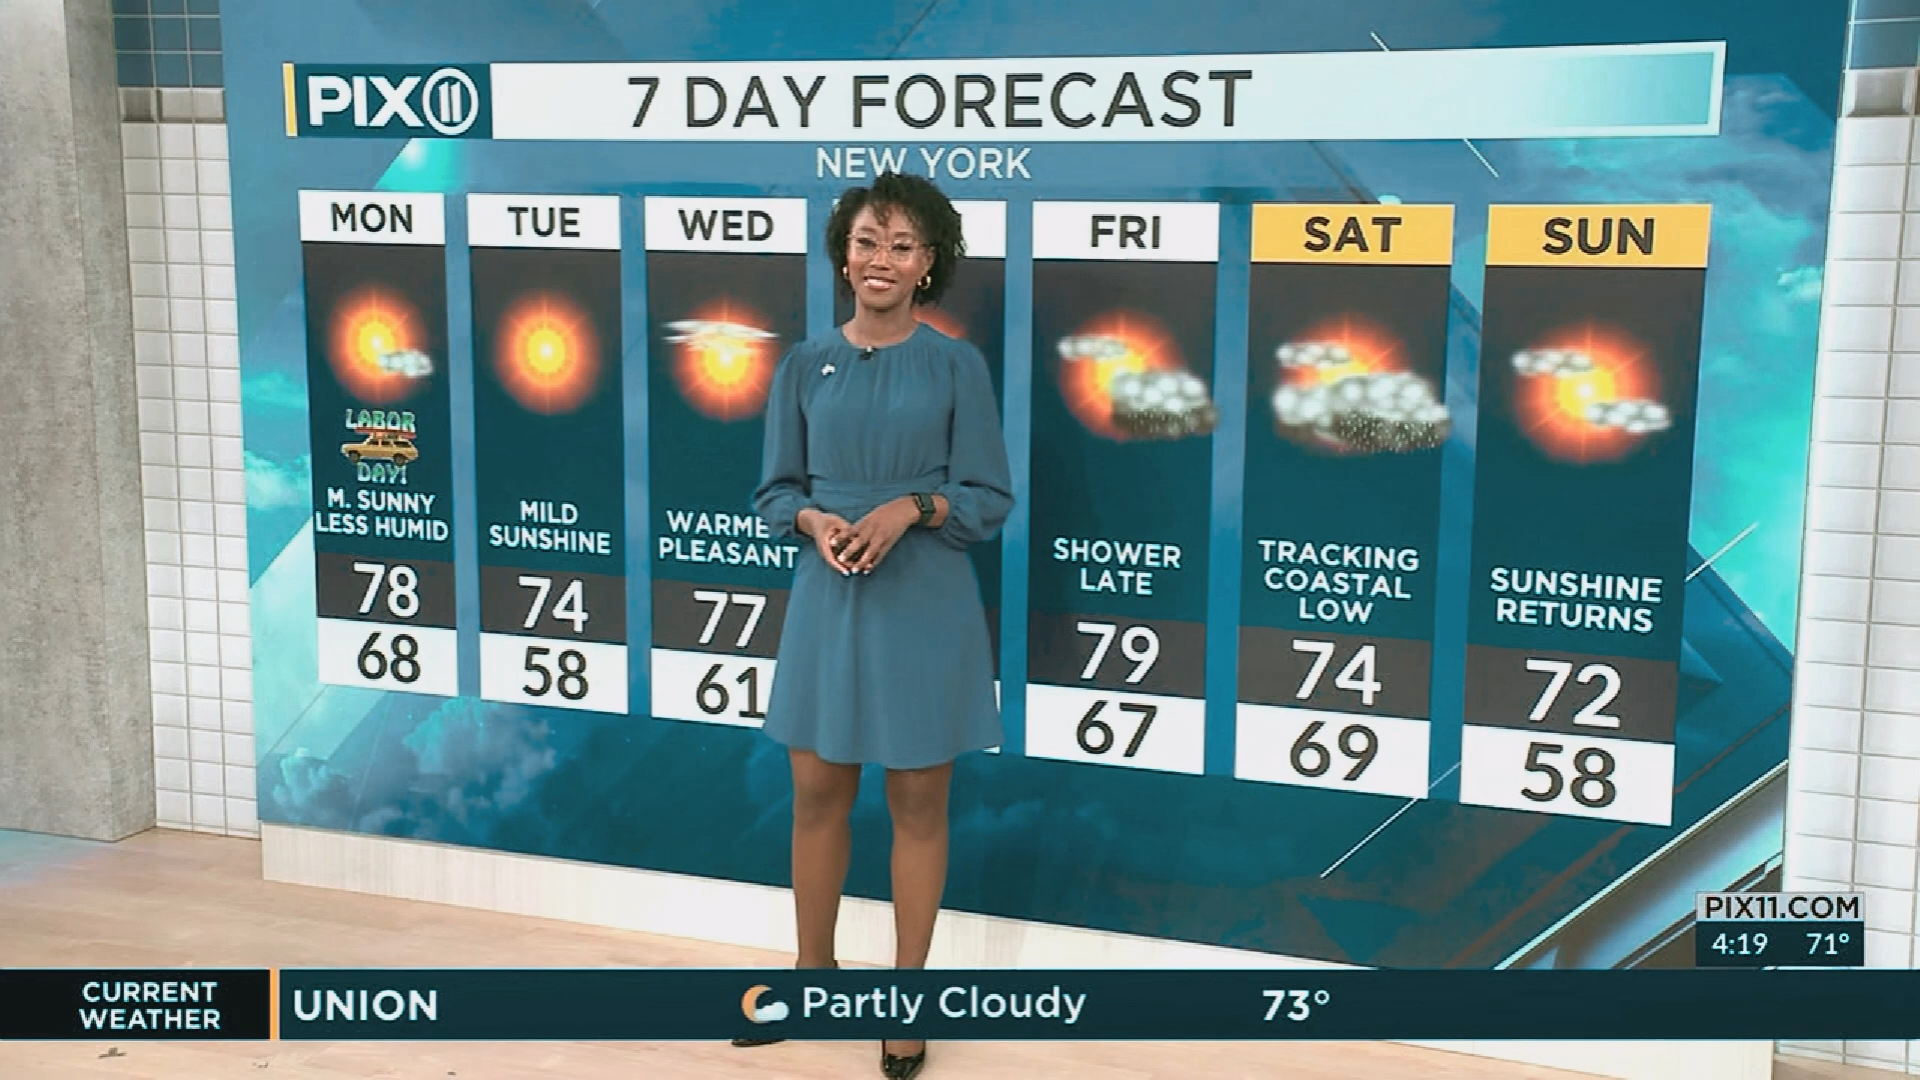 PIX11
7 DAY FORECAST
NEW YORK
MON
LABOR
DAY!
M. SUNNY
LESS HUMID
78
68
TUE
MILD
SUNSHINE
74
58
WED
PLEASANT
77
61
FRI
SHOWER
LATE
79
67
SAT
TRACKING
COASTAL
LOW
74
69
SUN
SUNSHINE
RETURNS
72
58
PIX11.COM
4:19 71°
CURRENT
WEATHER
UNION
Partly Cloudy
73°